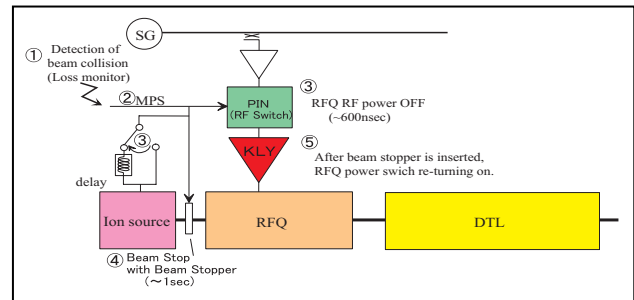 SG
① Detection of
beam collision
(Loss monitor)
②MPS
PIN
(RF Switch)
③ RFQ RF power OFF
(~600nsec)
③
KLY
⑤ After beam stopper is inserted,
RFQ power swich re-turning on.
delay
Ion source
RFQ
DTL
④ Beam Stop
with Beam Stopper
(～1sec)